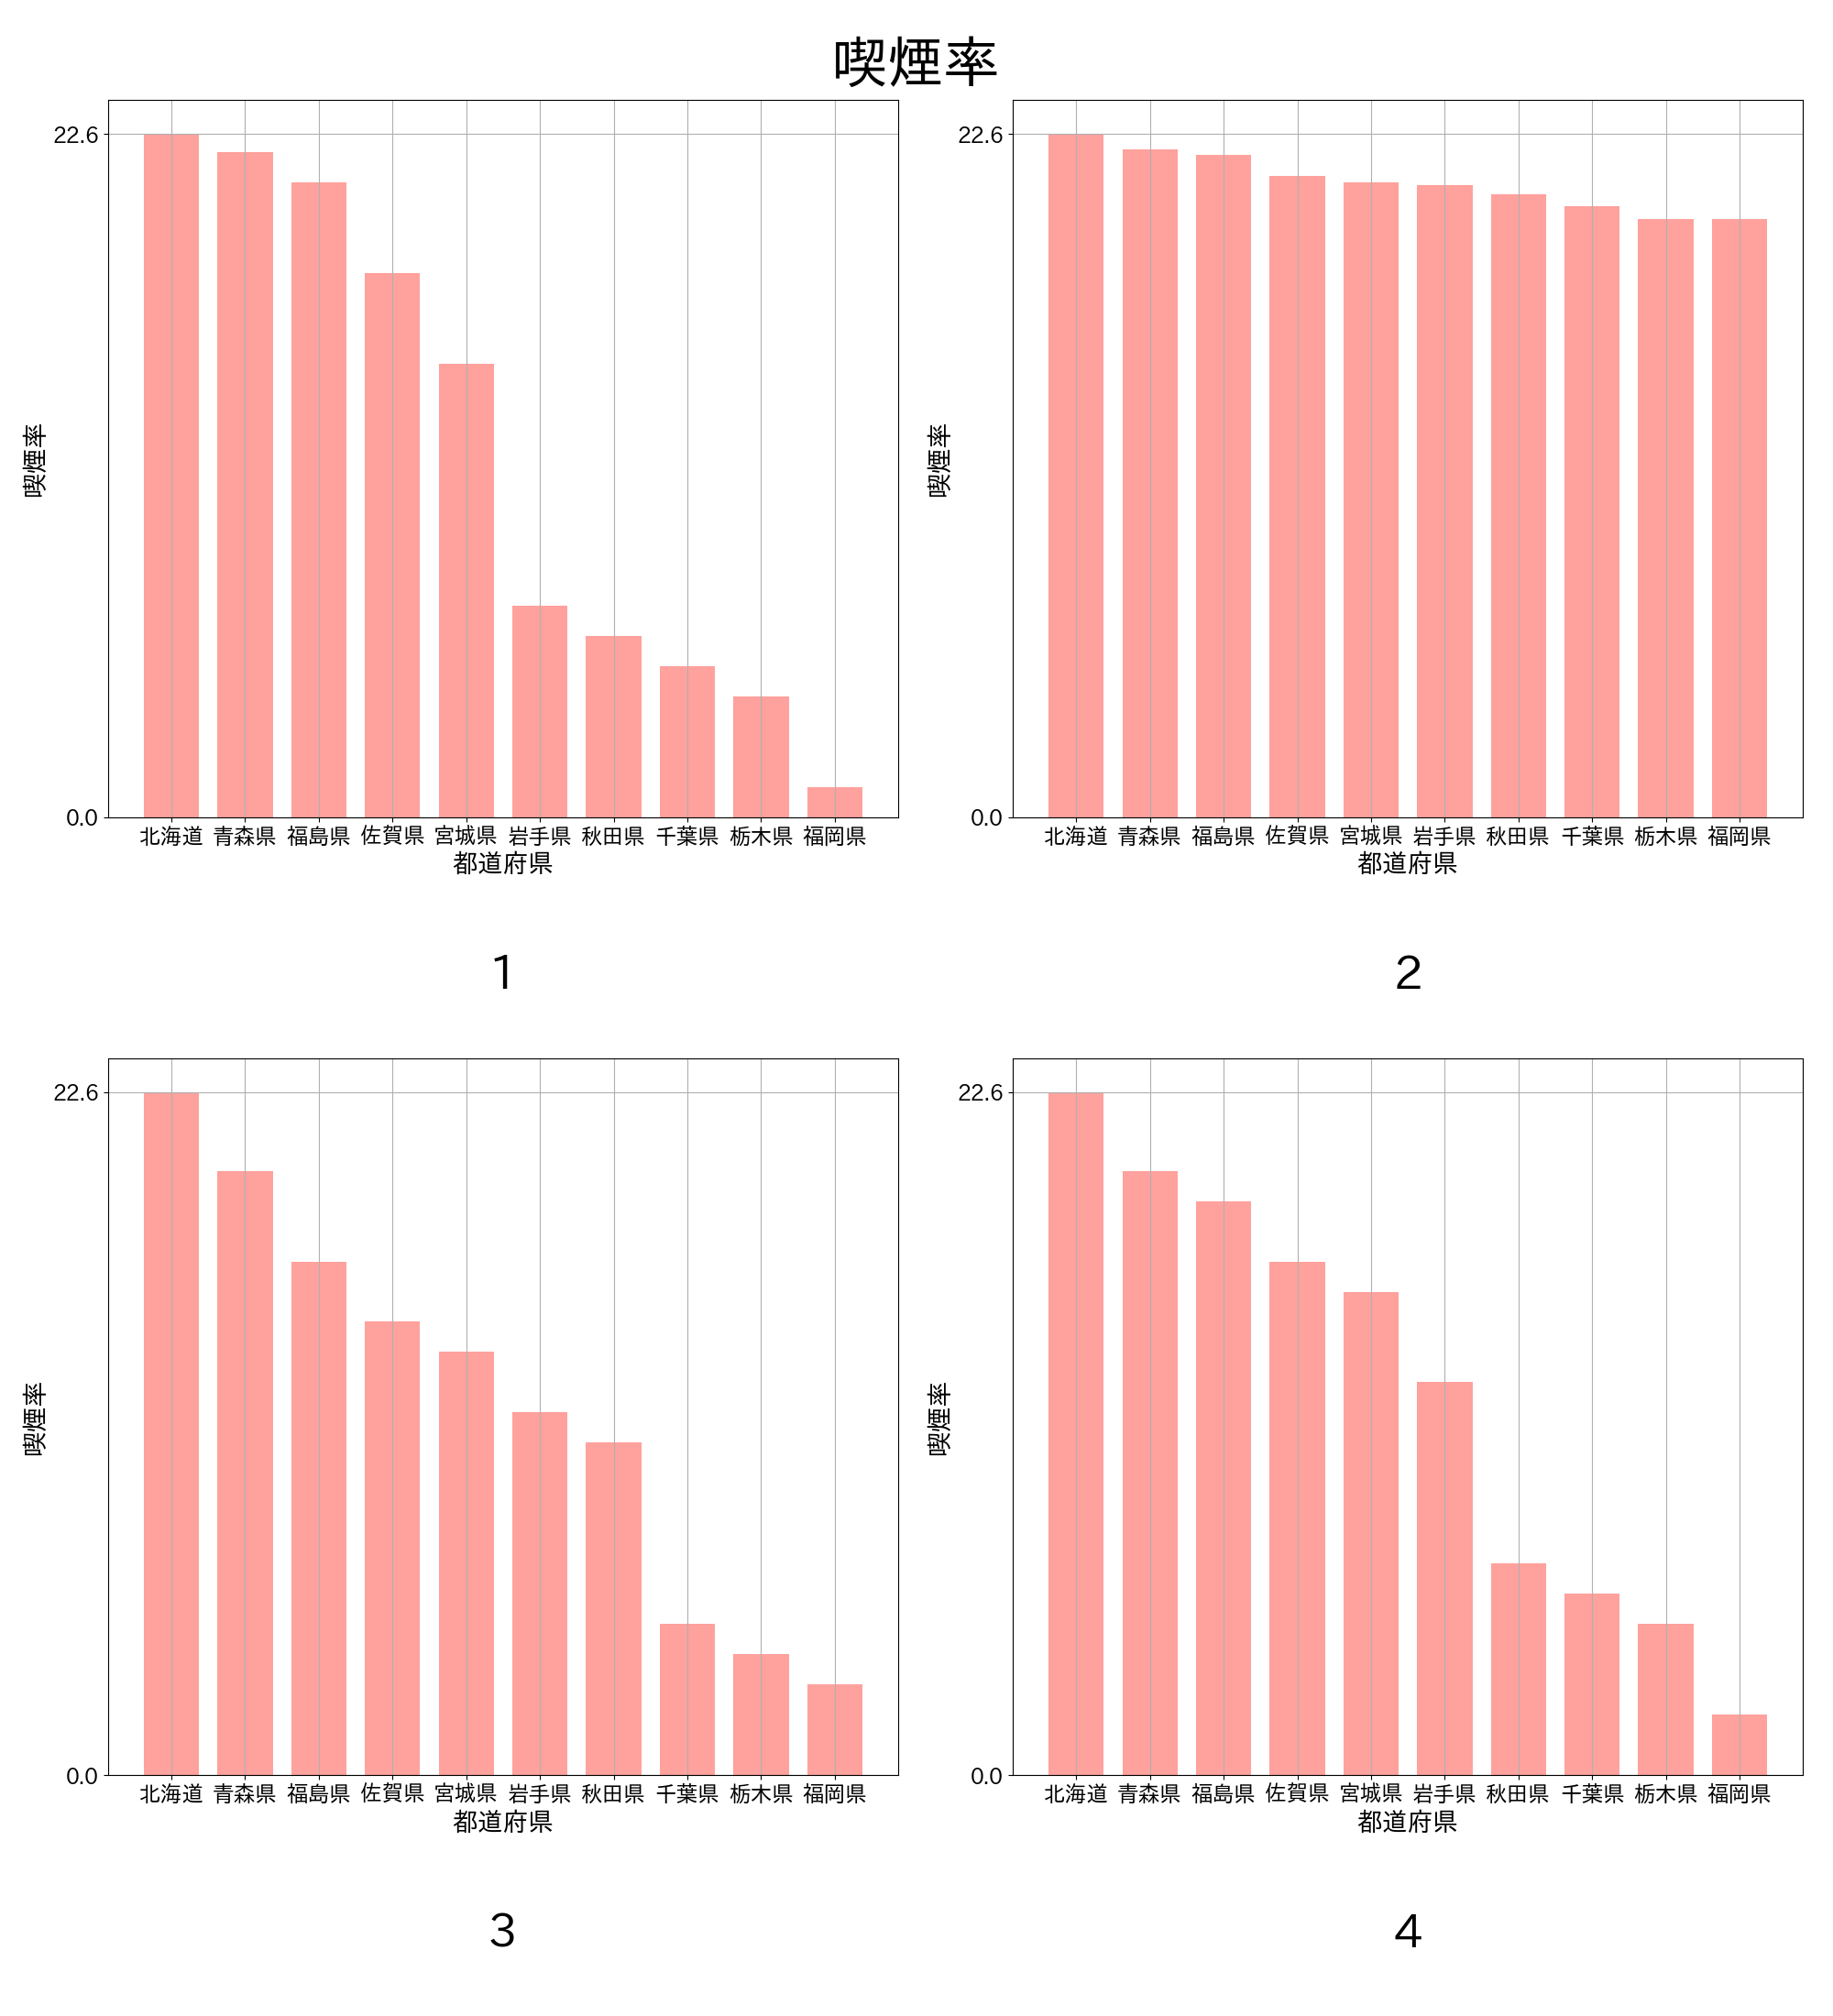 喫煙率
22.6
0.0
喫煙率
北海道 青森県 福島県 佐賀県 宮城県 岩手県 秋田県 千葉県 栃木県 福岡県
都道府県
1
22.6
0.0
喫煙率
北海道 青森県 福島県 佐賀県 宮城県 岩手県 秋田県 千葉県 栃木県 福岡県
都道府県
2
22.6
0.0
喫煙率
北海道 青森県 福島県 佐賀県 宮城県 岩手県 秋田県 千葉県 栃木県 福岡県
都道府県
3
22.6
0.0
喫煙率
北海道 青森県 福島県 佐賀県 宮城県 岩手県 秋田県 千葉県 栃木県 福岡県
都道府県
4